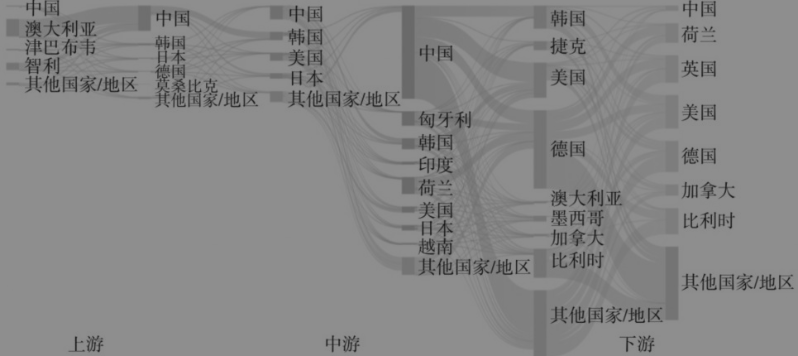 中国
澳大利亚
津巴布韦
智利
其他国家/地区
中国
韩国
日本
德国
莫桑比克
其他国家/地区
中国
韩国
美国
日本
其他国家/地区
中国
匈牙利
韩国
印度
荷兰
美国
日本
越南
其他国家/地区
韩国
捷克
美国
德国
澳大利亚
墨西哥
加拿大
比利时
其他国家/地区
中国
荷兰
英国
美国
德国
加拿大
比利时
其他国家/地区
上游
中游
下游